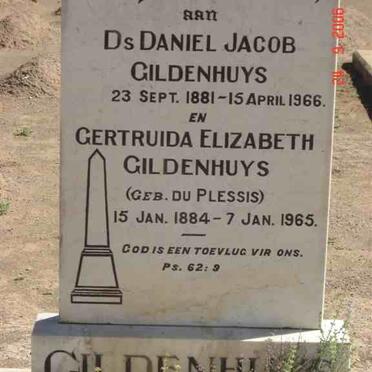 aan
Ds Daniel Jacob
Gildenhuys
23 Sept. 1881 – 15 April 1966.
en
Gertruida Elizabeth
Gildenhuys
(geb. du Plessis)
15 Jan. 1884 – 7 Jan. 1965.
God is een toevlug vir ons.
Ps. 62:9
GILDENHUYS